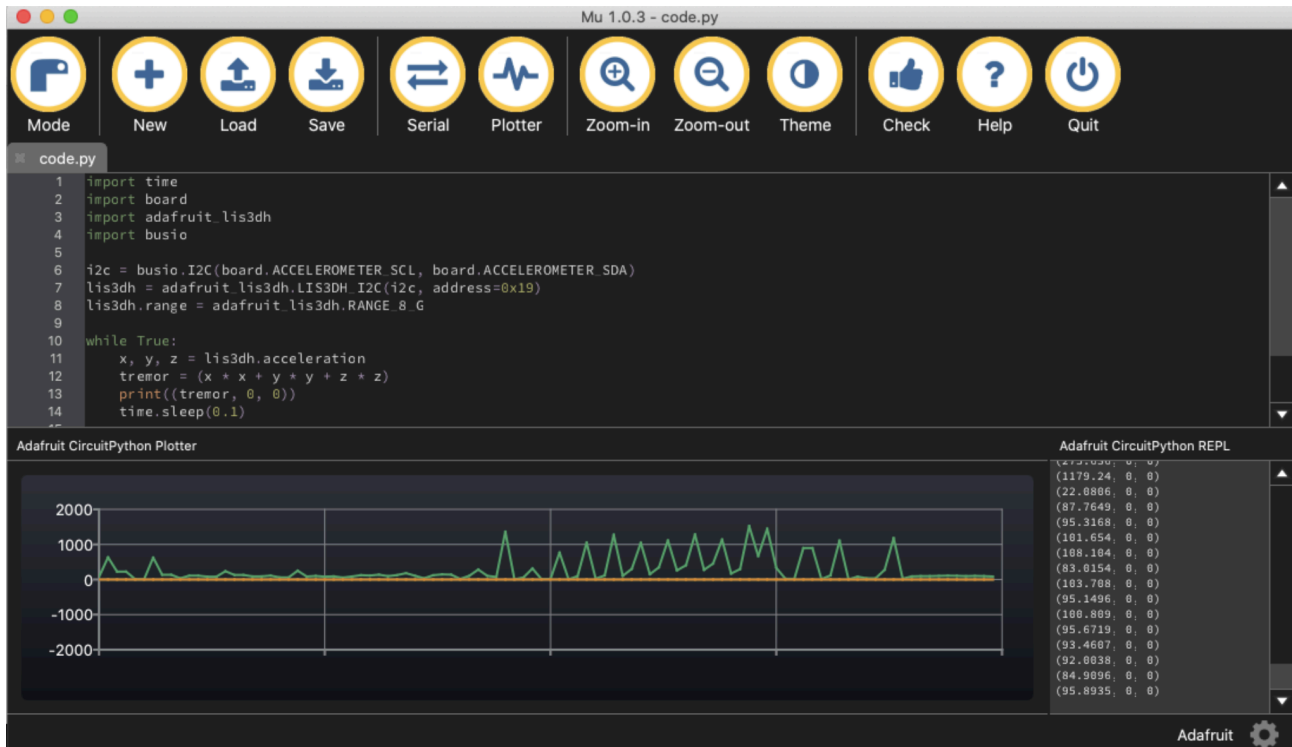 Mu 1.0.3 - code.py
Mode New Load Save Serial Plotter Zoom-in Zoom-out Theme Check Help Quit
code.py
1 import time
2 import board
3 import adafruit_lis3dh
4 import busio
5
6 i2c = busio.I2C(board.ACCELEROMETER_SCL, board.ACCELEROMETER_SDA)
7 lis3dh = adafruit_lis3dh.LIS3DH_I2C(i2c, address=0x19)
8 lis3dh.range = adafruit_lis3dh.RANGE_8_G
9
10 while True:
11 x, y, z = lis3dh.acceleration
12 tremor = (x * x + y * y + z * z)
13 print((tremor, 0, 0))
14 time.sleep(0.1)
Adafruit CircuitPython Plotter
2000
1000
0
-1000
-2000
Adafruit CircuitPython REPL
(1179.24, 0, 0)
(22.0806, 0, 0)
(87.7649, 0, 0)
(95.3168, 0, 0)
(101.654, 0, 0)
(108.104, 0, 0)
(83.0154, 0, 0)
(103.708, 0, 0)
(95.1496, 0, 0)
(100.809, 0, 0)
(95.6719, 0, 0)
(93.4607, 0, 0)
(92.0038, 0, 0)
(84.9096, 0, 0)
(95.8935, 0, 0)
Adafruit